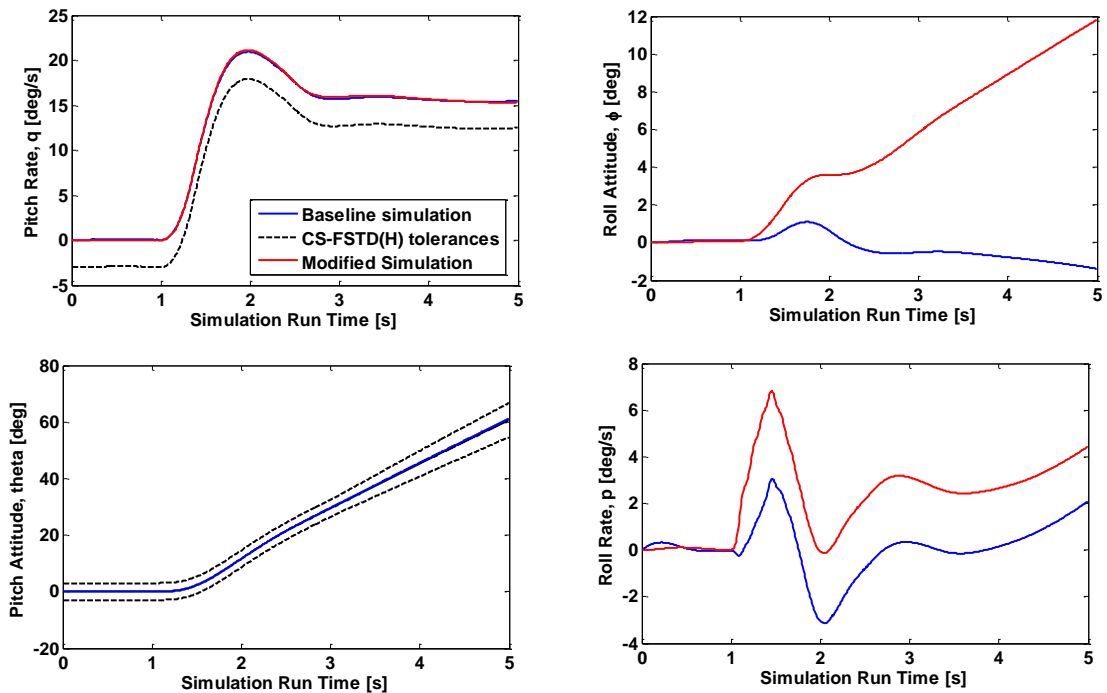 25
20
15
10
5
0
-5
Pitch Rate, q [deg/s]
Baseline simulation
CS-FSTD(H) tolerances
Modified Simulation
0 1 2 3 4 5
Simulation Run Time [s]
12
10
8
6
4
2
0
-2
Roll Attitude, ϕ [deg]
0 1 2 3 4 5
Simulation Run Time [s]
80
60
40
20
0
-20
Pitch Attitude, theta [deg]
0 1 2 3 4 5
Simulation Run Time [s]
8
6
4
2
0
-2
-4
Roll Rate, p [deg/s]
0 1 2 3 4 5
Simulation Run Time [s]